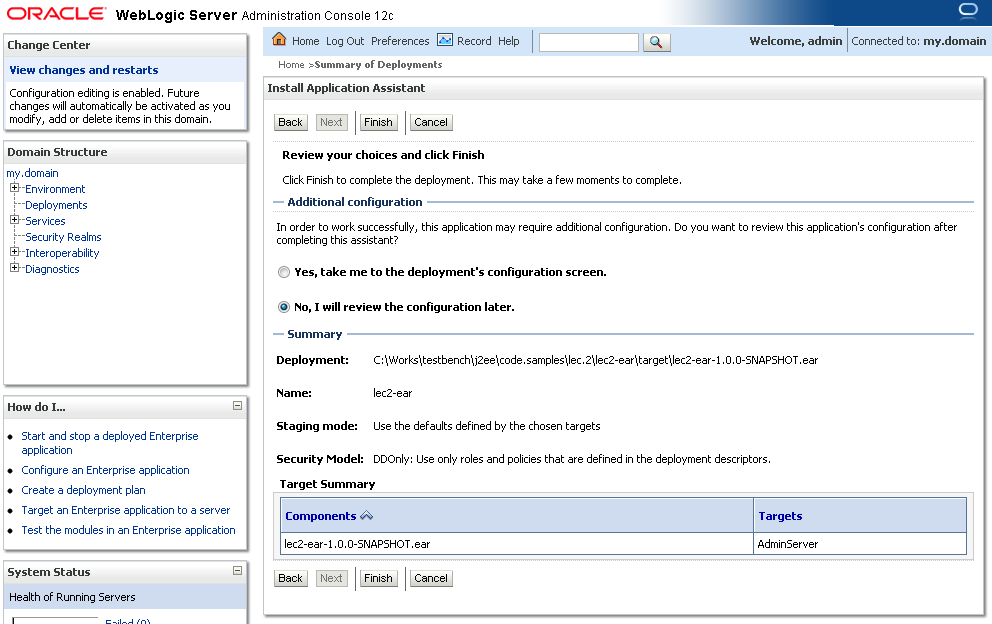 ORACLE® WebLogic Server Administration Console 12c
Change Center
View changes and restarts
Configuration editing is enabled. Future
changes will automatically be activated as you
modify, add or delete items in this domain.
Domain Structure
my.domain
Environment
Deployments
Services
Security Realms
Interoperability
Diagnostics
How do I...
Start and stop a deployed Enterprise
application
Configure an Enterprise application
Create a deployment plan
Target an Enterprise application to a server
Test the modules in an Enterprise application
System Status
Health of Running Servers
Failed (0)
Home Log Out Preferences Record Help
Welcome, admin Connected to: my.domain
Home >Summary of Deployments
Install Application Assistant
Back Next Finish Cancel
Review your choices and click Finish
Click Finish to complete the deployment. This may take a few moments to complete.
Additional configuration
In order to work successfully, this application may require additional configuration. Do you want to review this application's configuration after
completing this assistant?
Yes, take me to the deployment's configuration screen.
No, I will review the configuration later.
Summary
Deployment: C:\Works\testbench\j2ee\code.samples\lec.2\lec2-ear\target\lec2-ear-1.0.0-SNAPSHOT.ear
Name: lec2-ear
Staging mode: Use the defaults defined by the chosen targets
Security Model: DDOnly: Use only roles and policies that are defined in the deployment descriptors.
Target Summary
Components Targets
lec2-ear-1.0.0-SNAPSHOT.ear AdminServer
Back Next Finish Cancel